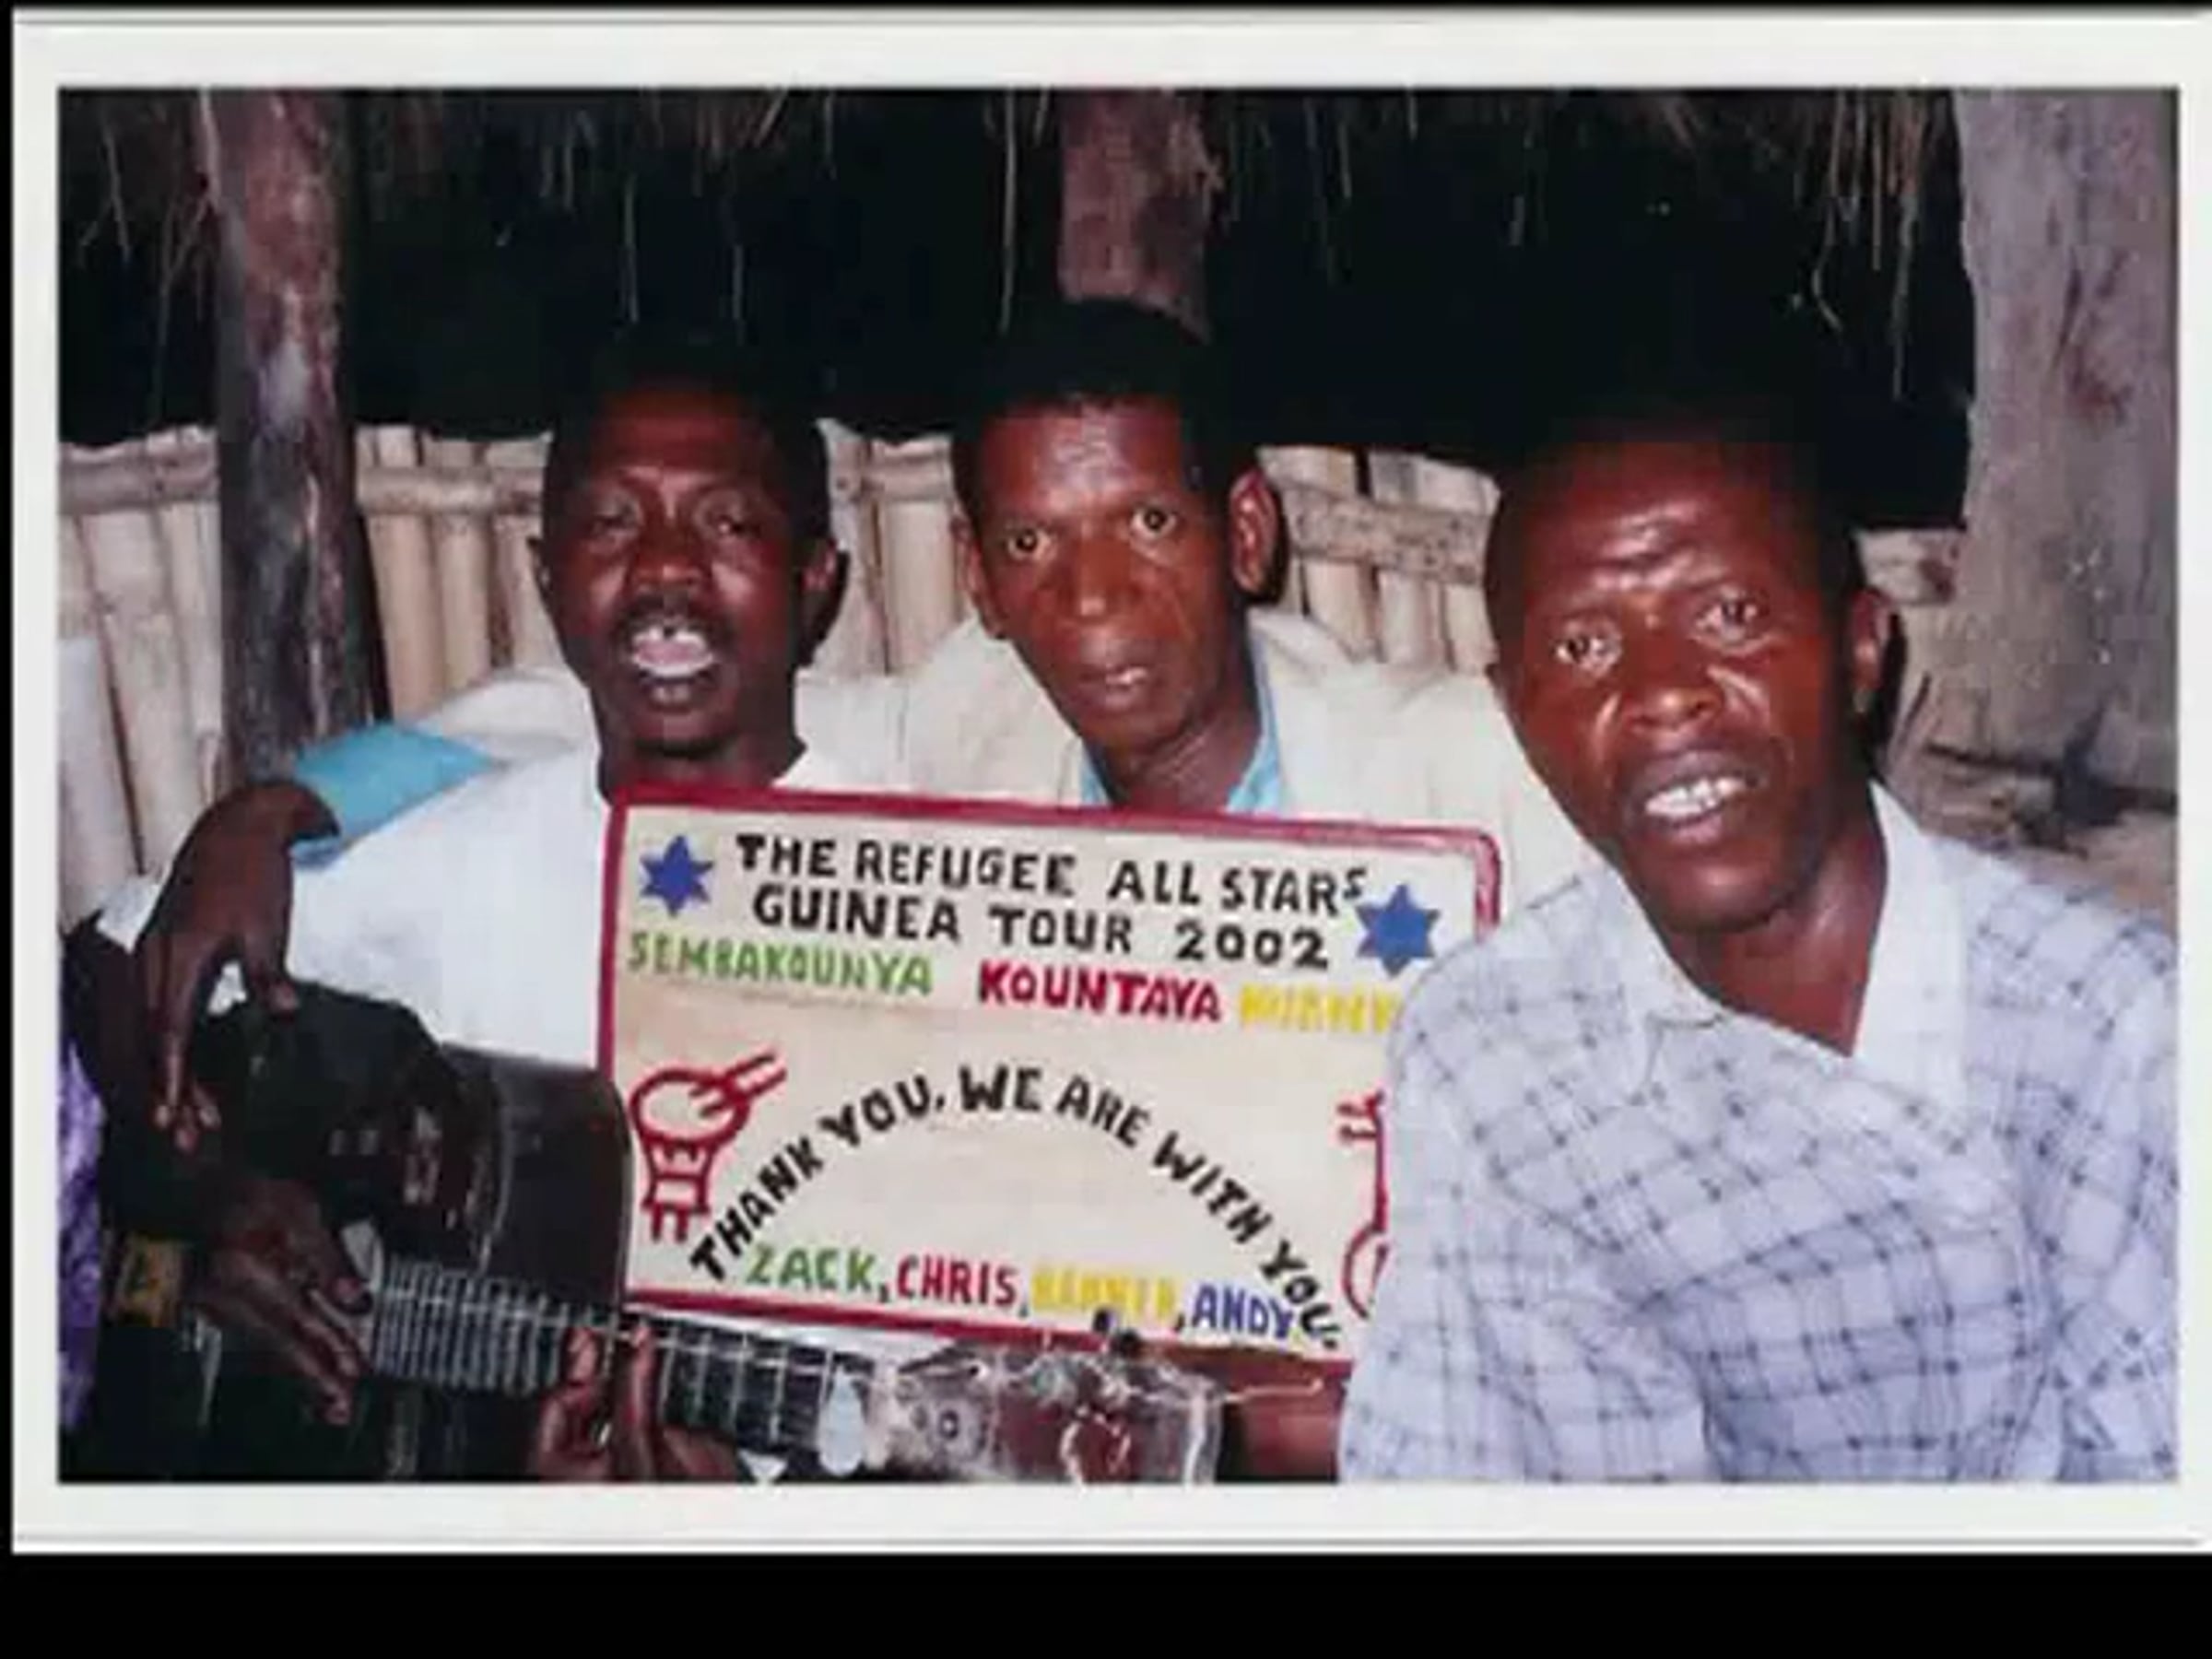 THE REFUGEE ALL STARS
GUINEA TOUR 2002
SEMBAKOUNYA KOUNTAYA
THANK YOU. WE ARE WITH YOU.
ZACK, CHRIS, ANDY